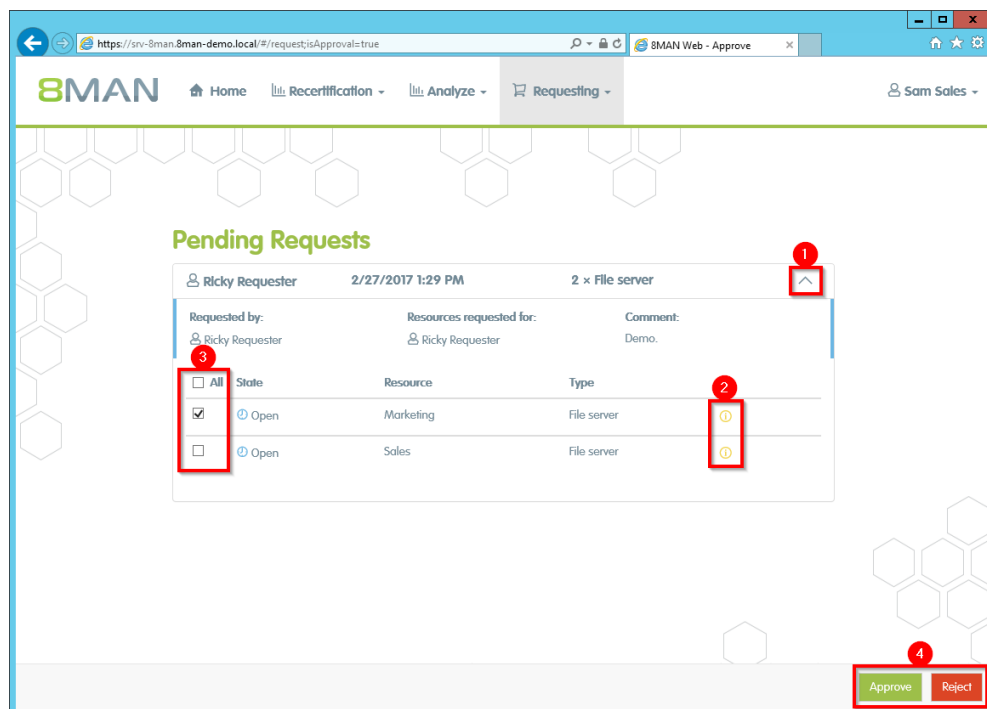 https://srv-8man.8man-demo.local/#/request;isApproval=true 8MAN Web - Approve
8MAN Home Recertification Analyze Requesting Sam Sales
Pending Requests
1
Ricky Requester 2/27/2017 1:29 PM 2 × File server
Requested by: Resources requested for: Comment:
Ricky Requester Ricky Requester Demo.
3
All State Resource Type
2
Open Marketing File server
Open Sales File server
4
Approve Reject